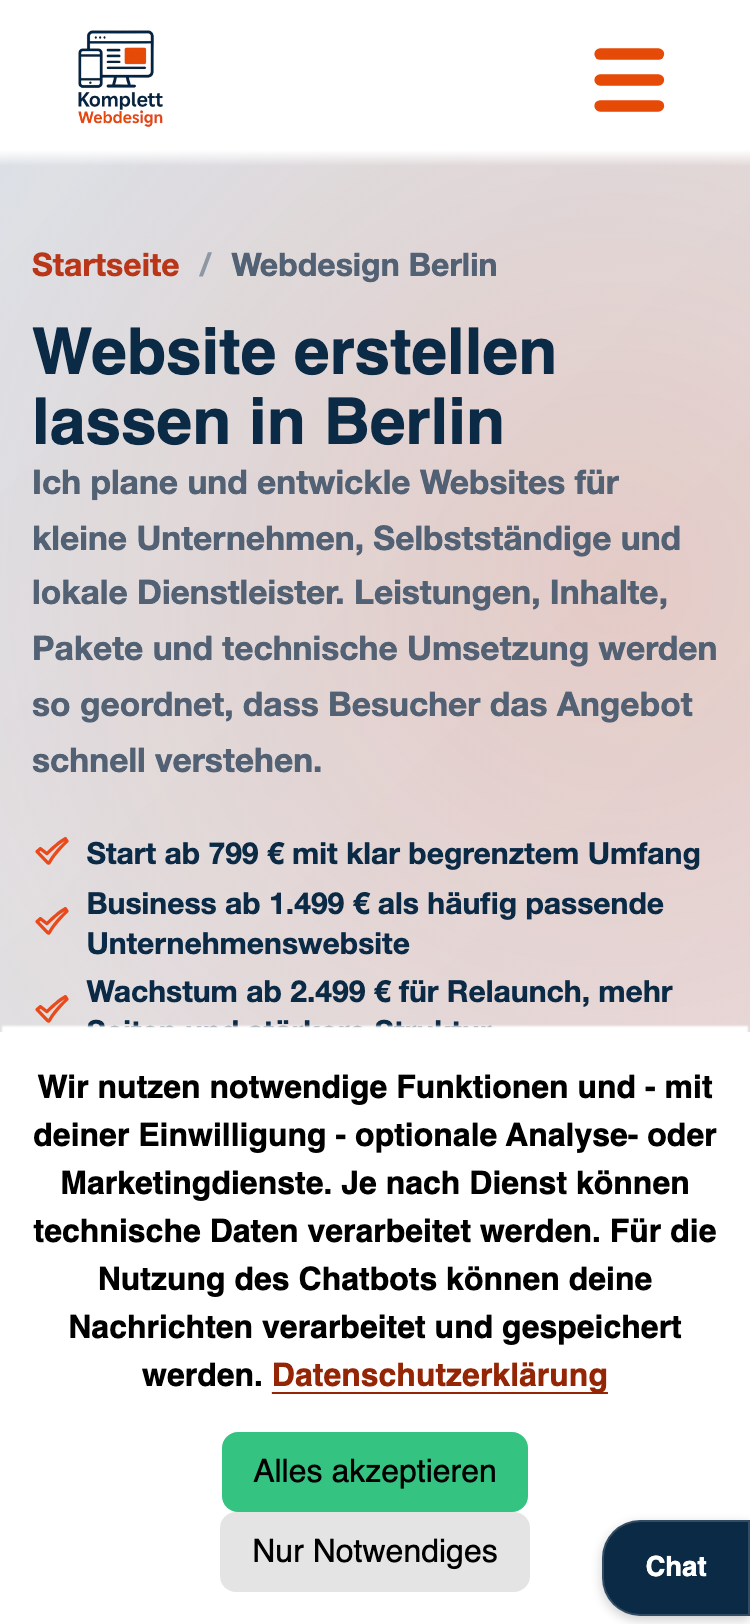 Komplett
Webdesign
Startseite / Webdesign Berlin
Website erstellen
lassen in Berlin
Ich plane und entwickle Websites für
kleine Unternehmen, Selbstständige und
lokale Dienstleister. Leistungen, Inhalte,
Pakete und technische Umsetzung werden
so geordnet, dass Besucher das Angebot
schnell verstehen.
Start ab 799 € mit klar begrenztem Umfang
Business ab 1.499 € als häufig passende
Unternehmenswebsite
Wachstum ab 2.499 € für Relaunch, mehr
Seiten und stärkere Struktur
Wir nutzen notwendige Funktionen und - mit
deiner Einwilligung - optionale Analyse- oder
Marketingdienste. Je nach Dienst können
technische Daten verarbeitet werden. Für die
Nutzung des Chatbots können deine
Nachrichten verarbeitet und gespeichert
werden. Datenschutzerklärung
Alles akzeptieren
Nur Notwendiges
Chat